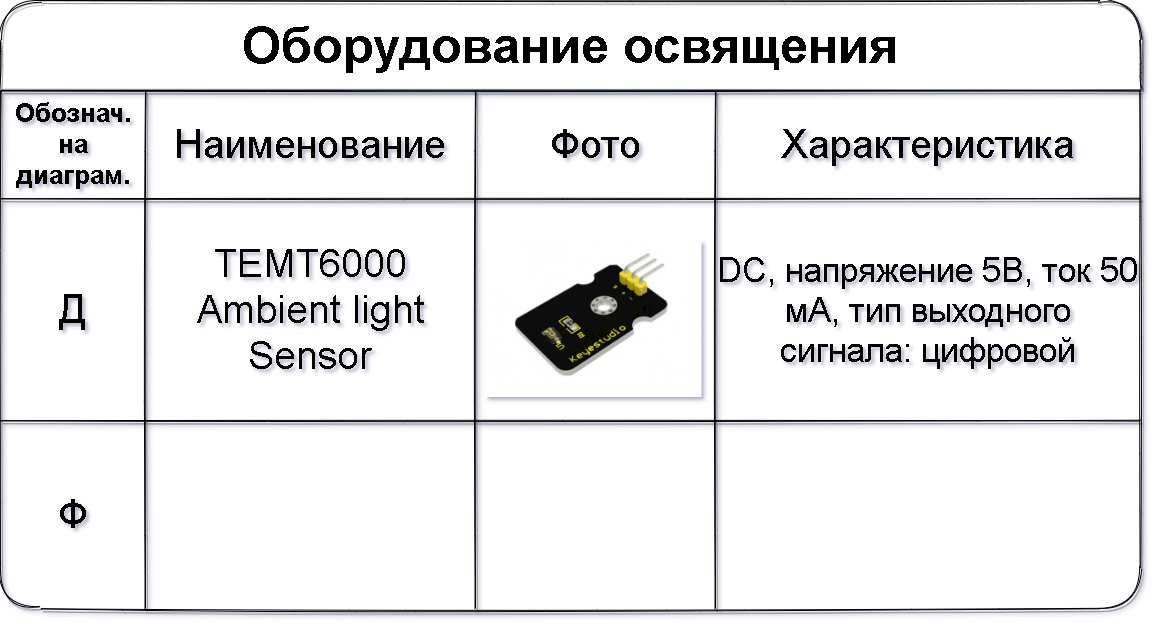 Оборудование освящения
Обознач.
на
диаграм.
Наименование
Фото
Характеристика
Д
TEMT6000
Ambient light
Sensor
Keyestudio
DC, напряжение 5В, ток 50
мА, тип выходного
сигнала: цифровой
Ф